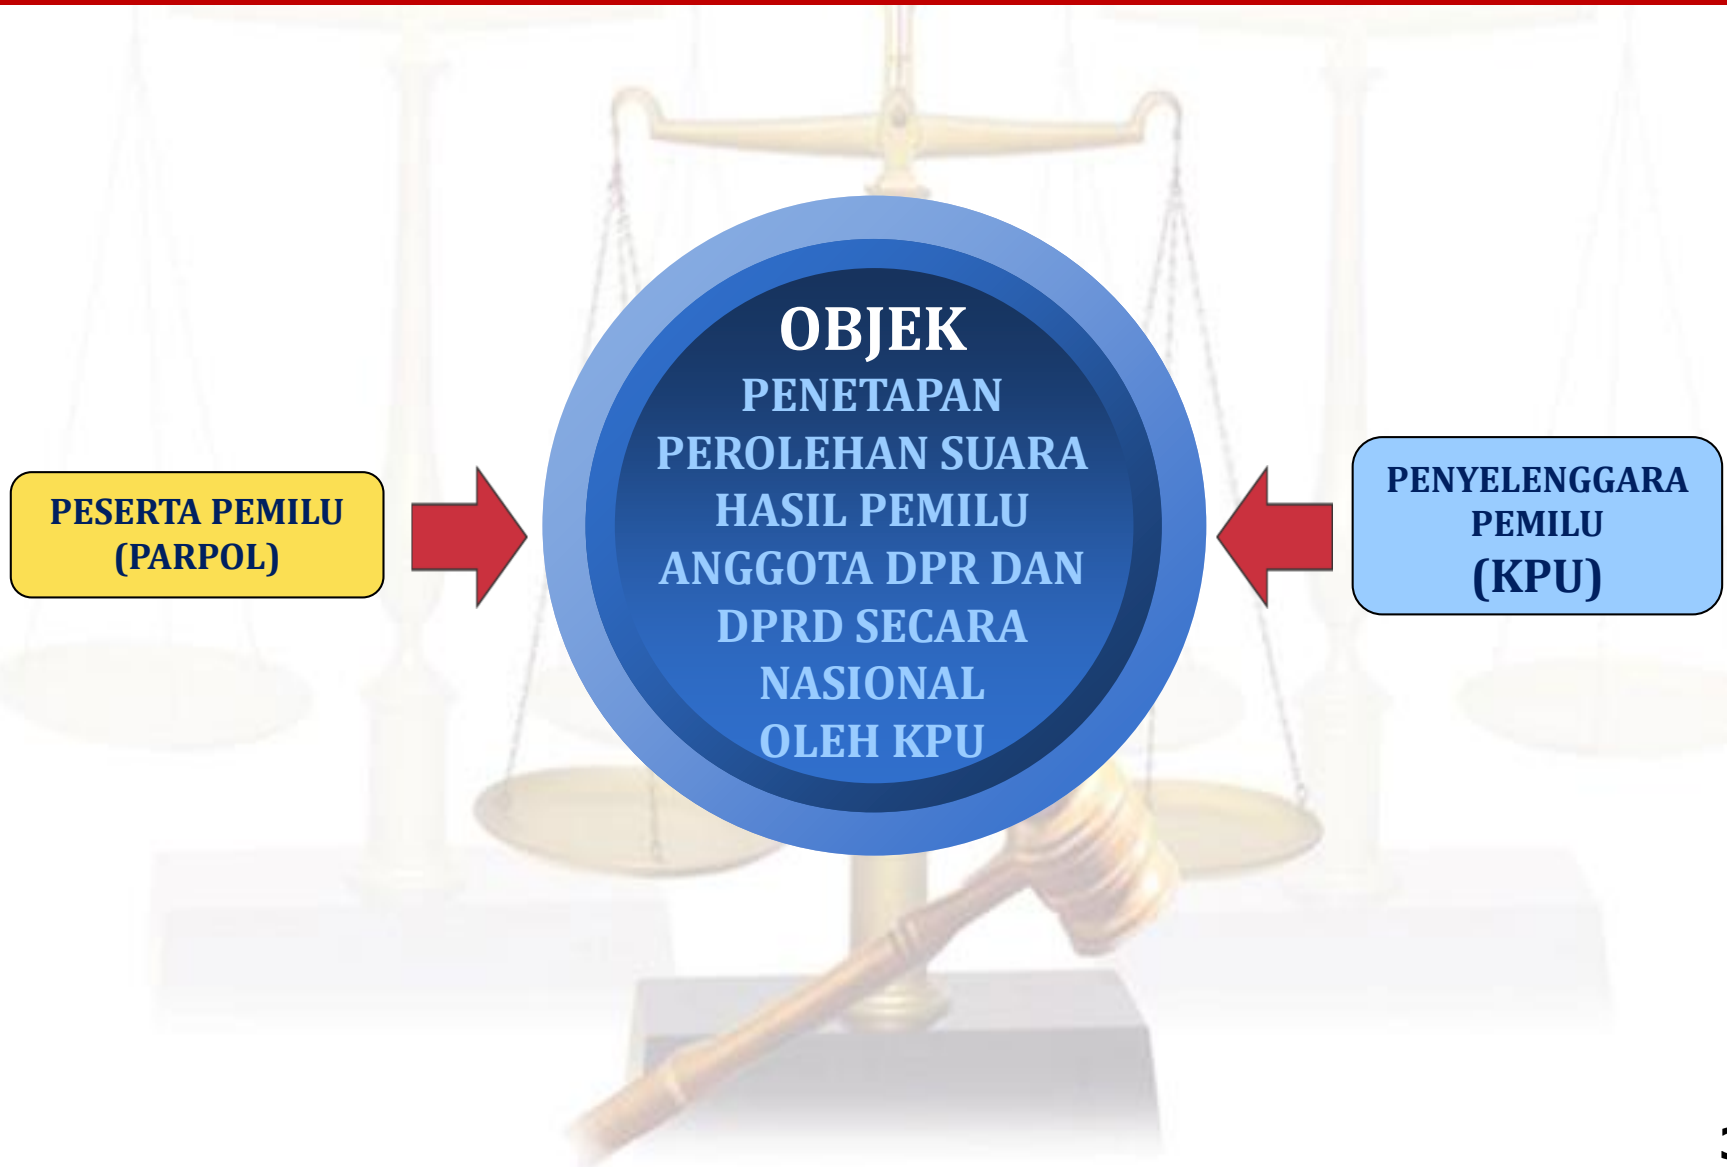 OBJEK
PENETAPAN
PEROLEHAN SUARA
HASIL PEMILU
ANGGOTA DPR DAN
DPRD SECARA
NASIONAL
OLEH KPU
PESERTA PEMILU
(PARPOL)
PENYELENGGARA
PEMILU
(KPU)